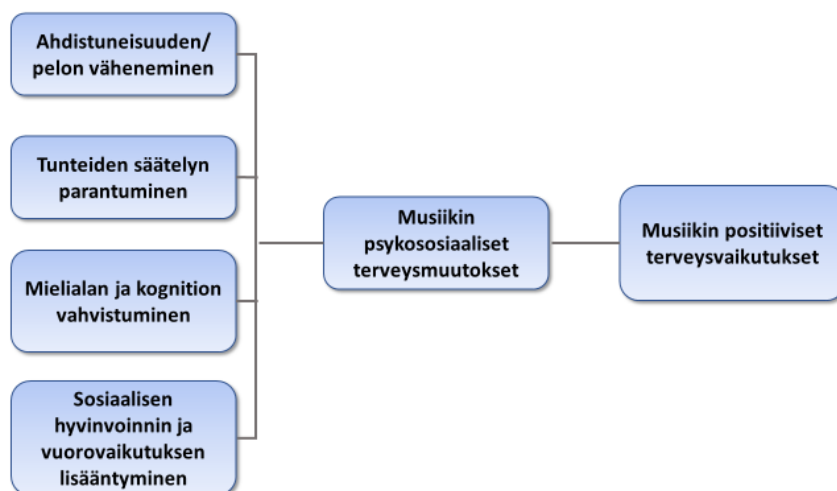 Ahdistuneisuuden/
pelon väheneminen
Tunteiden säätelyn
parantuminen
Mielialan ja kognition
vahvistuminen
Sosiaalisen
hyvinvoinnin ja
vuorovaikutuksen
lisääntyminen
Musiikin
psykososiaaliset
terveysmuutokset
Musiikin positiiviset
terveysvaikutukset